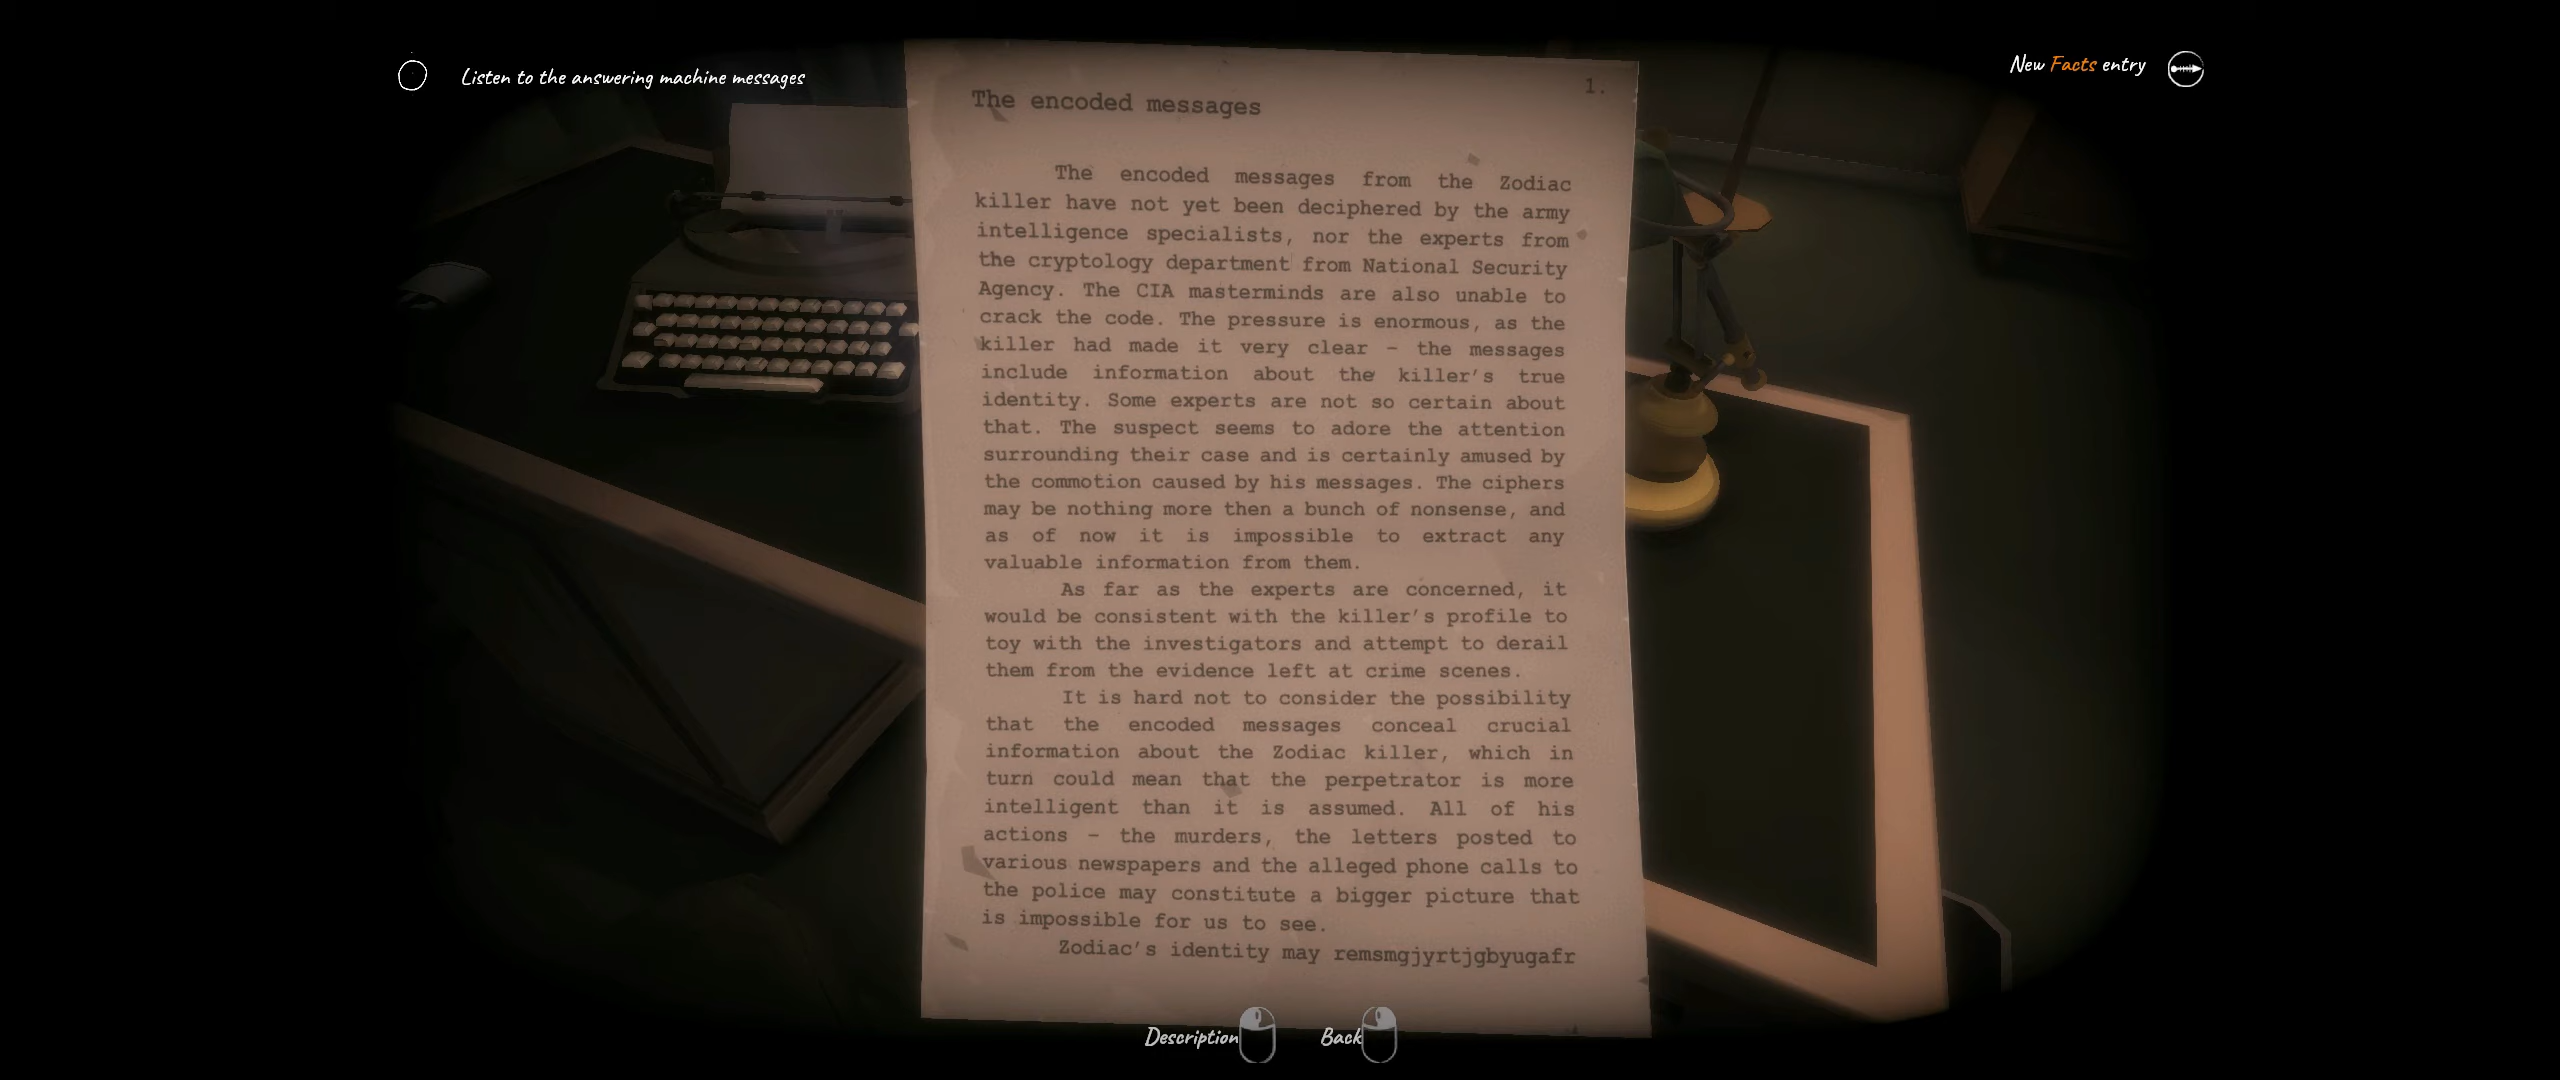 Listen to the answering machine messages
New Facts entry
1.
The encoded messages
The encoded messages from the Zodiac
killer have not yet been deciphered by the army
intelligence specialists, nor the experts from
the cryptology department from National Security
Agency. The CIA masterminds are also unable to
crack the code. The pressure is enormous, as the
killer had made it very clear – the messages
include information about the killer's true
identity. Some experts are not so certain about
that. The suspect seems to adore the attention
surrounding their case and is certainly amused by
the commotion caused by his messages. The ciphers
may be nothing more then a bunch of nonsense, and
as of now it is impossible to extract any
valuable information from them.
As far as the experts are concerned, it
would be consistent with the killer's profile to
toy with the investigators and attempt to derail
them from the evidence left at crime scenes.
It is hard not to consider the possibility
that the encoded messages conceal crucial
information about the Zodiac killer, which in
turn could mean that the perpetrator is more
intelligent than it is assumed. All of his
actions – the murders, the letters posted to
various newspapers and the alleged phone calls to
the police may constitute a bigger picture that
is impossible for us to see.
Zodiac's identity may remsmgjyrtjgbyugafr
Description
Back